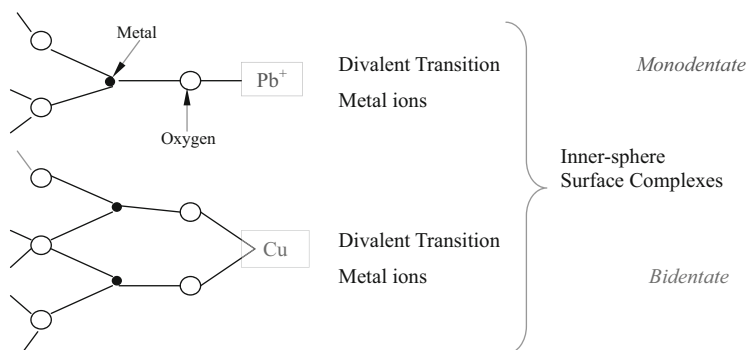 Metal
Pb⁺
Oxygen
Divalent Transition
Metal ions
Monodentate
Inner-sphere
Surface Complexes
Cu
Divalent Transition
Metal ions
Bidentate